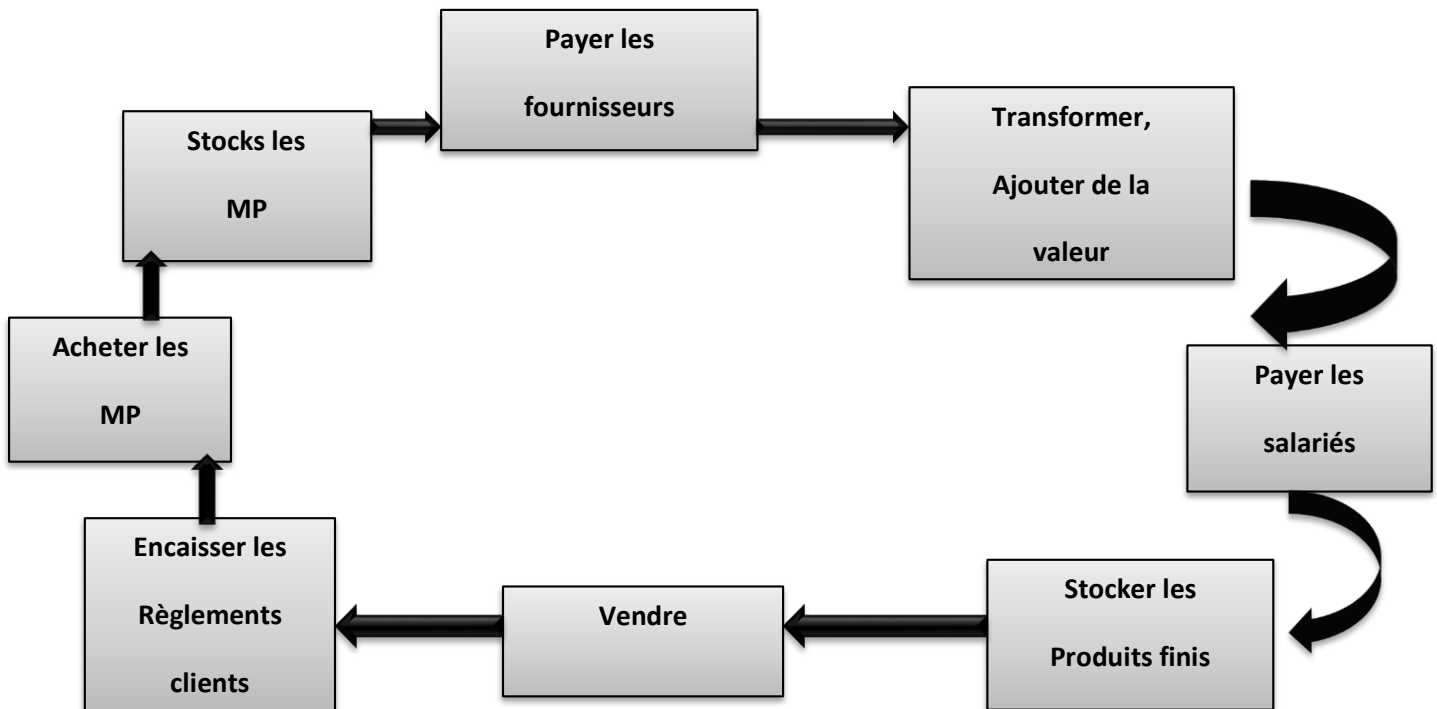 Payer les
fournisseurs
Transformer,
Ajouter de la
valeur
Stocks les
MP
Acheter les
MP
Payer les
salariés
Encaisser les
Règlements
clients
Vendre
Stocker les
Produits finis